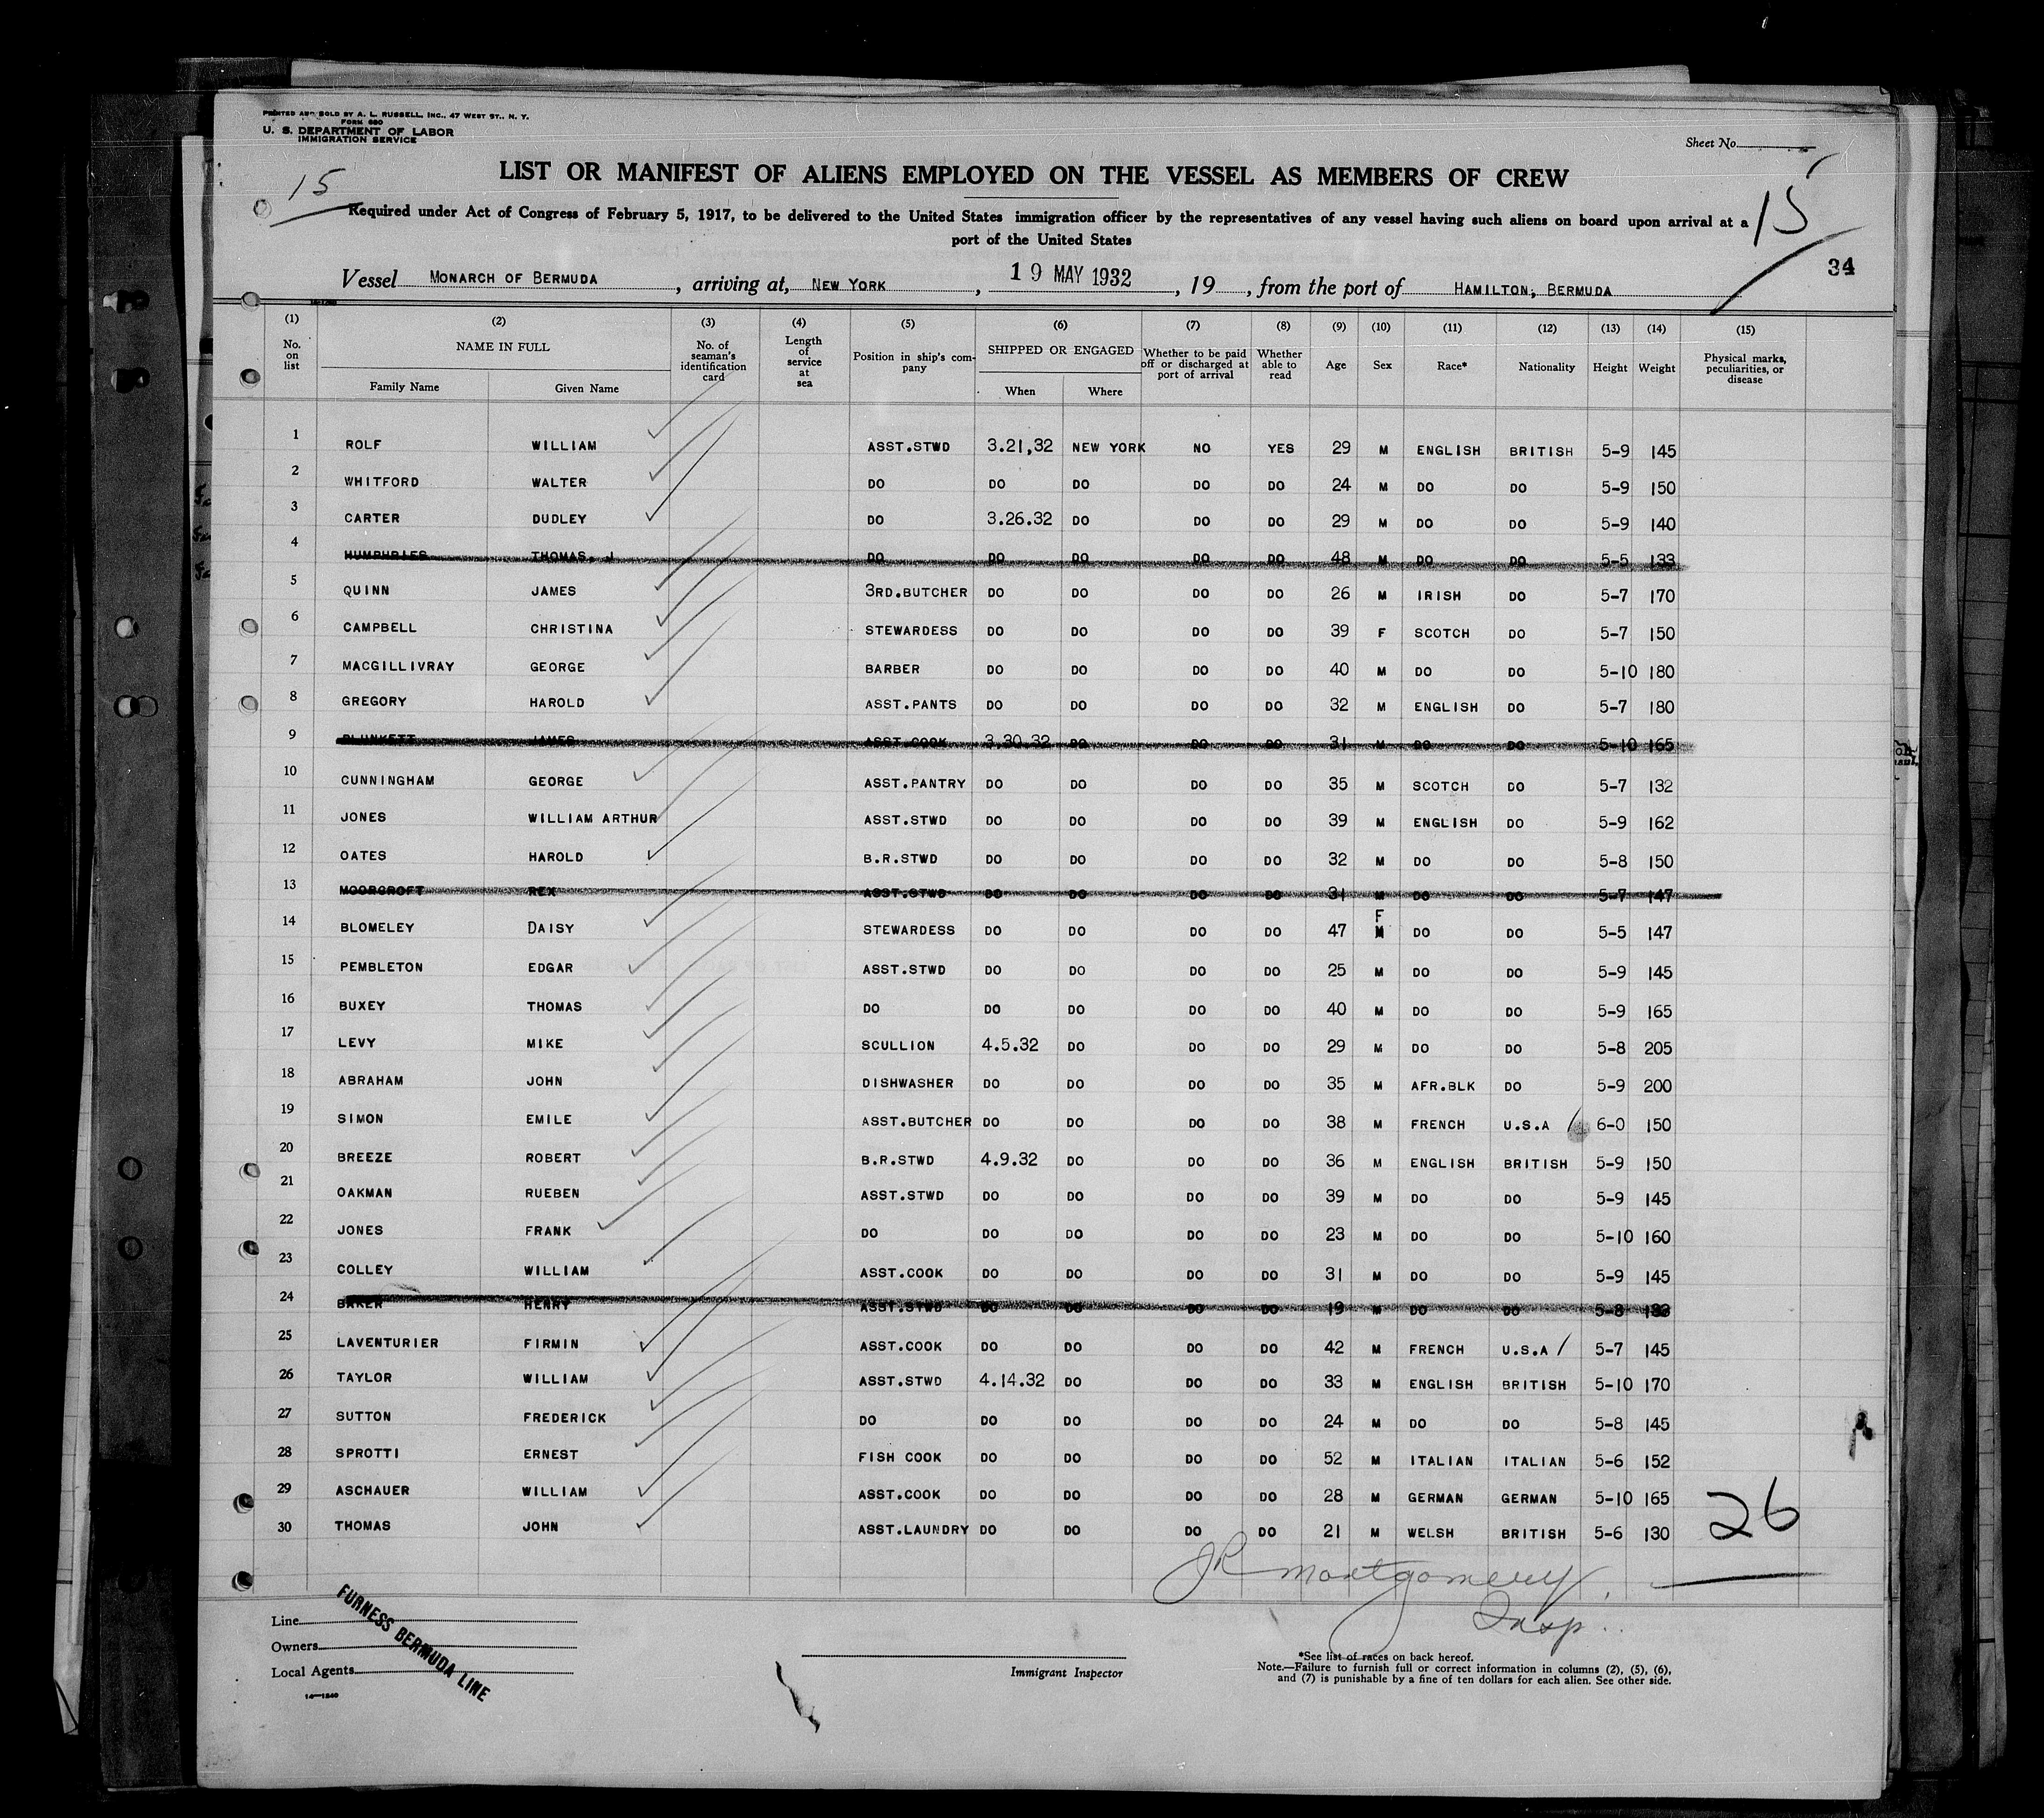 PRINTED AND SOLD BY A. L. RUSSELL, INC., 47 WEST ST., N. Y.
FORM 680
U. S. DEPARTMENT OF LABOR
IMMIGRATION SERVICE
Sheet No.
LIST OR MANIFEST OF ALIENS EMPLOYED ON THE VESSEL AS MEMBERS OF CREW
15
15
Required under Act of Congress of February 5, 1917, to be delivered to the United States immigration officer by the representatives of any vessel having such aliens on board upon arrival at a
port of the United States
34
Vessel MONARCH OF BERMUDA, arriving at, NEW YORK, 19 MAY 1932, 19 , from the port of HAMILTON, BERMUDA
(1) (2) (3) (4) (5) (6) (7) (8) (9) (10) (11) (12) (13) (14) (15)
No. on list NAME IN FULL Family Name Given Name No. of seaman's identification card Length of service at sea Position in ship's company SHIPPED OR ENGAGED When Where Whether to be paid off or discharged at port of arrival Whether able to read Age Sex Race* Nationality Height Weight Physical marks, peculiarities, or disease
1 ROLF WILLIAM ASST.STWD 3.21,32 NEW YORK NO YES 29 M ENGLISH BRITISH 5-9 145
2 WHITFORD WALTER DO DO DO DO DO 24 M DO DO 5-9 150
3 CARTER DUDLEY DO 3.26.32 DO DO DO 29 M DO DO 5-9 140
4 HUMPHRIES THOMAS. J DO DO DO DO DO 48 M DO DO 5-5 133
5 QUINN JAMES 3RD.BUTCHER DO DO DO DO 26 M IRISH DO 5-7 170
6 CAMPBELL CHRISTINA STEWARDESS DO DO DO DO 39 F SCOTCH DO 5-7 150
7 MACGILLIVRAY GEORGE BARBER DO DO DO DO 40 M DO DO 5-10 180
8 GREGORY HAROLD ASST.PANTS DO DO DO DO 32 M ENGLISH DO 5-7 180
9 PLUNKETT JAMES ASST.COOK 3.30.32 DO DO DO 31 M DO DO 5-10 165
10 CUNNINGHAM GEORGE ASST.PANTRY DO DO DO DO 35 M SCOTCH DO 5-7 132
11 JONES WILLIAM ARTHUR ASST.STWD DO DO DO DO 39 M ENGLISH DO 5-9 162
12 OATES HAROLD B.R.STWD DO DO DO DO 32 M DO DO 5-8 150
13 MOORCROFT REX ASST.STWD DO DO DO DO 31 M DO DO 5-7 147
14 BLOMELEY DAISY STEWARDESS DO DO DO DO 47 F M DO DO 5-5 147
15 PEMBLETON EDGAR ASST.STWD DO DO DO DO 25 M DO DO 5-9 145
16 BUXEY THOMAS DO DO DO DO DO 40 M DO DO 5-9 165
17 LEVY MIKE SCULLION 4.5.32 DO DO DO 29 M DO DO 5-8 205
18 ABRAHAM JOHN DISHWASHER DO DO DO DO 35 M AFR.BLK DO 5-9 200
19 SIMON EMILE ASST.BUTCHER DO DO DO DO 38 M FRENCH U.S.A 6-0 150
20 BREEZE ROBERT B.R.STWD 4.9.32 DO DO DO 36 M ENGLISH BRITISH 5-9 150
21 OAKMAN RUEBEN ASST.STWD DO DO DO DO 39 M DO DO 5-9 145
22 JONES FRANK DO DO DO DO DO 23 M DO DO 5-10 160
23 COLLEY WILLIAM ASST.COOK DO DO DO DO 31 M DO DO 5-9 145
24 BAKER HENRY ASST.STWD DO DO DO DO 19 M DO DO 5-8
25 LAVENTURIER FIRMIN ASST.COOK DO DO DO DO 42 M FRENCH U.S.A 5-7 145
26 TAYLOR WILLIAM ASST.STWD 4.14.32 DO DO DO 33 M ENGLISH BRITISH 5-10 170
27 SUTTON FREDERICK DO DO DO DO DO 24 M DO DO 5-8 145
28 SPROTTI ERNEST FISH COOK DO DO DO DO 52 M ITALIAN ITALIAN 5-6 152
29 ASCHAUER WILLIAM ASST.COOK DO DO DO DO 28 M GERMAN GERMAN 5-10 165
30 THOMAS JOHN ASST.LAUNDRY DO DO DO DO 21 M WELSH BRITISH 5-6 130
26
JR Montgomery
Insp.
Line
Owners
Local Agents
FURNESS BERMUDA LINE
14-1240
Immigrant Inspector
*See list of races on back hereof.
Note.—Failure to furnish full or correct information in columns (2), (5), (6),
and (7) is punishable by a fine of ten dollars for each alien. See other side.